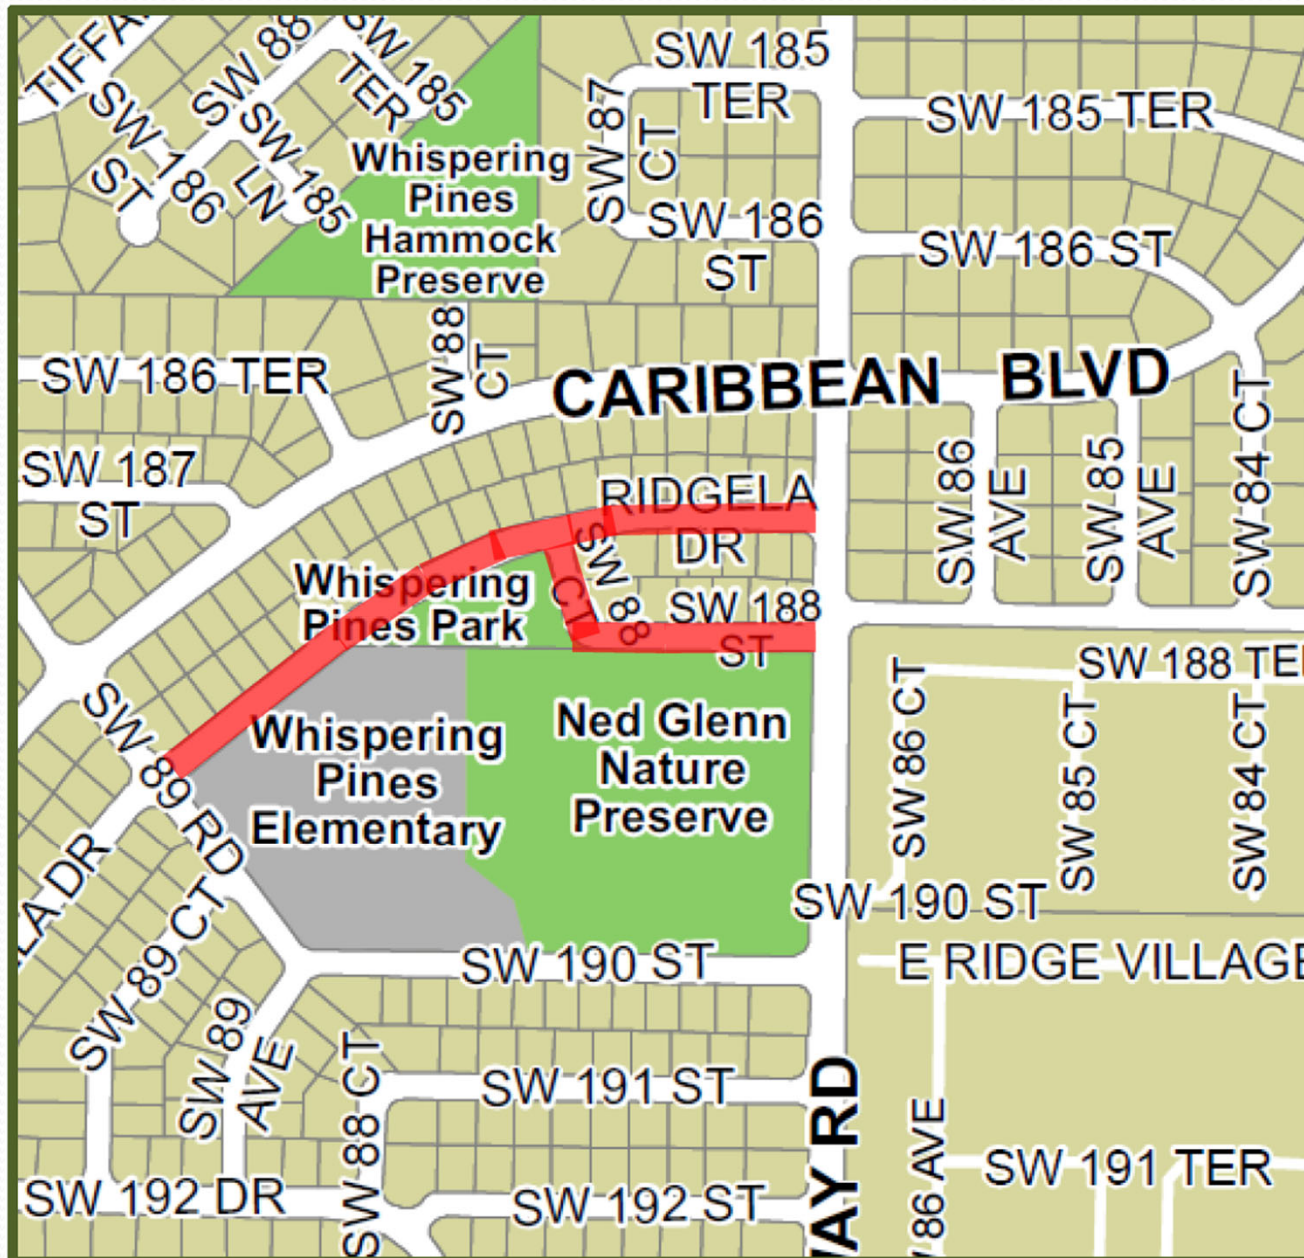 TIFFA
SW 88
SW 185
TER
SW 186
ST
SW 185
LN
Whispering
Pines
Hammock
Preserve
SW 87
CT
SW 185
TER
SW 186
ST
SW 185 TER
SW 186 ST
SW 186 TER
SW 88
CT
CARIBBEAN BLVD
SW 187
ST
RIDGELA
DR
SW 86
AVE
SW 85
AVE
SW 84 CT
SW 88
CT
SW 188
ST
Whispering
Pines Park
SW 89 RD
Whispering
Pines
Elementary
Ned Glenn
Nature
Preserve
SW 188 TE
SW 86 CT
SW 85 CT
SW 84 CT
LA DR
SW 89 CT
SW 190 ST
SW 190 ST
E RIDGE VILLAGE
SW 89
AVE
SW 88 CT
SW 191 ST
WAY RD
86 AVE
SW 191 TER
SW 192 DR
SW 192 ST